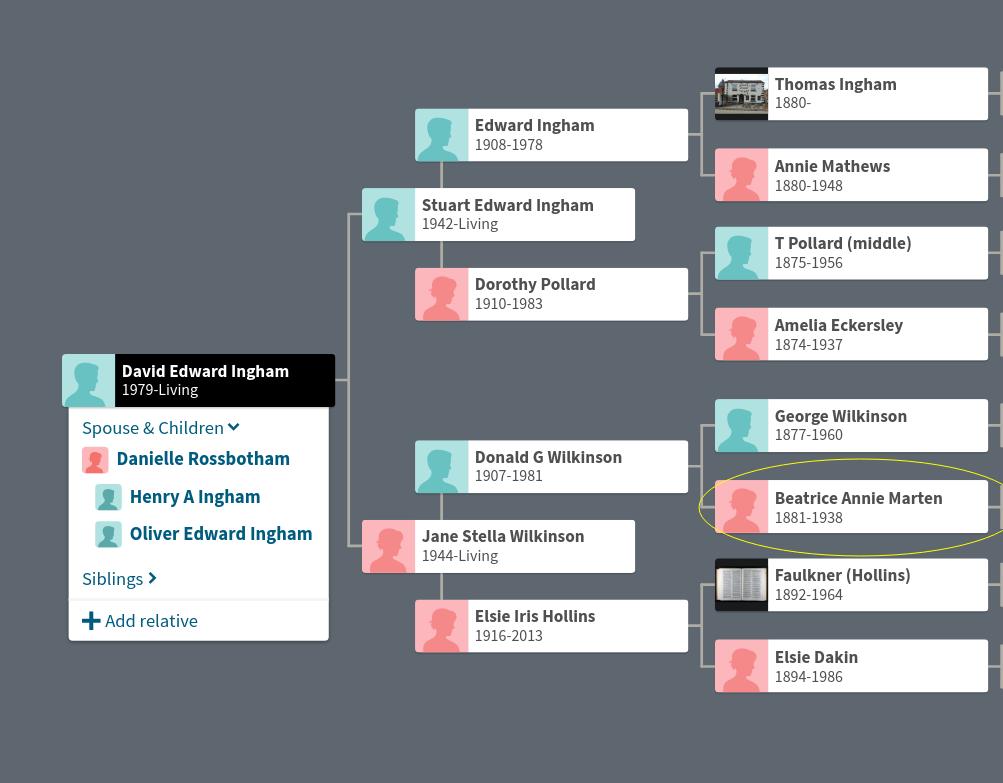 Thomas Ingham
1880-
Edward Ingham
1908-1978
Annie Mathews
1880-1948
Stuart Edward Ingham
1942-Living
T Pollard (middle)
1875-1956
Dorothy Pollard
1910-1983
Amelia Eckersley
1874-1937
David Edward Ingham
1979-Living
Spouse & Children
Danielle Rossbotham
Henry A Ingham
Oliver Edward Ingham
Siblings
Add relative
George Wilkinson
1877-1960
Donald G Wilkinson
1907-1981
Beatrice Annie Marten
1881-1938
Jane Stella Wilkinson
1944-Living
Faulkner (Hollins)
1892-1964
Elsie Iris Hollins
1916-2013
Elsie Dakin
1894-1986